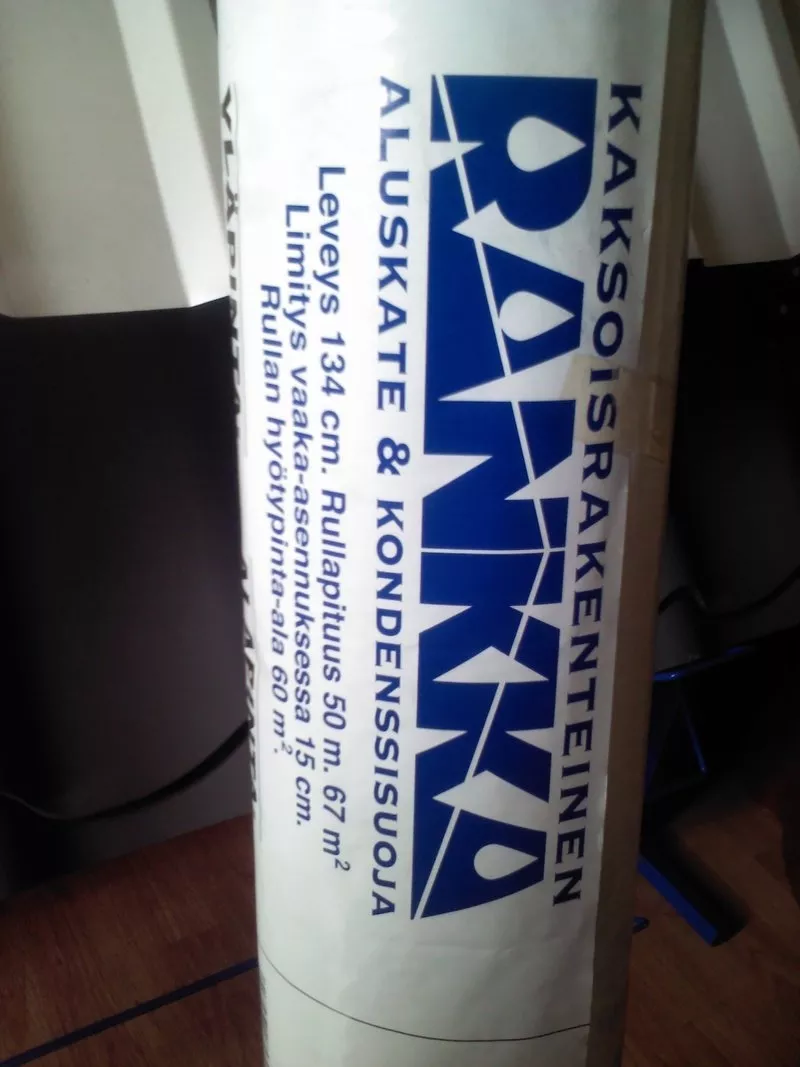 KAKSOISRAKENTEINEN
RANKKA
ALUSKATE & KONDENSSISUOJA
Leveys 134 cm. Rullapituus 50 m. 67 m²
Limitys vaaka-asennuksessa 15 cm.
Rullan hyötypinta-ala 60 m².
YLÄPINTA